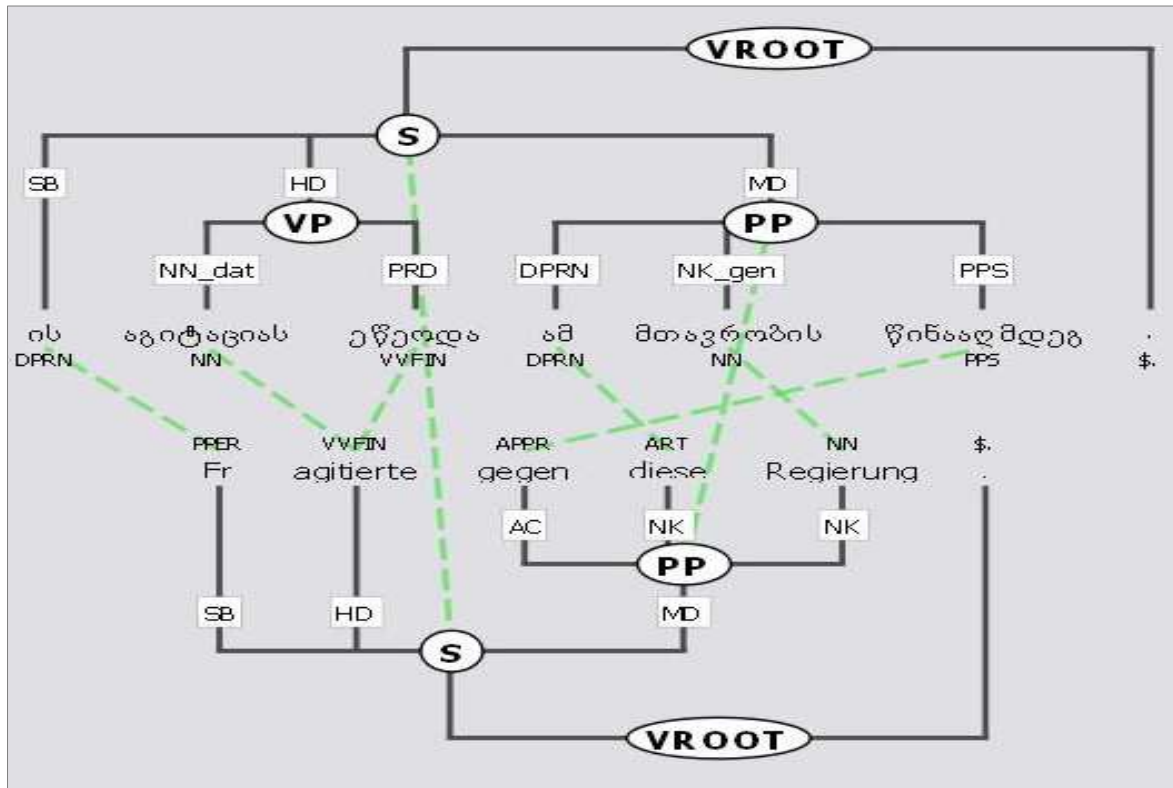 VROOT
S
SB HD MD
VP PP
NN_dat PRD DPRN NK_gen PPS
ის აგიტაციას ეწეოდა ამ მთავრობის წინააღმდეგ .
DPRN NN VVFIN DPRN NN PPS $.
PPER VVFIN APPR ART NN $.
Er agitierte gegen diese Regierung .
AC NK NK
PP
SB HD MD
S
VROOT